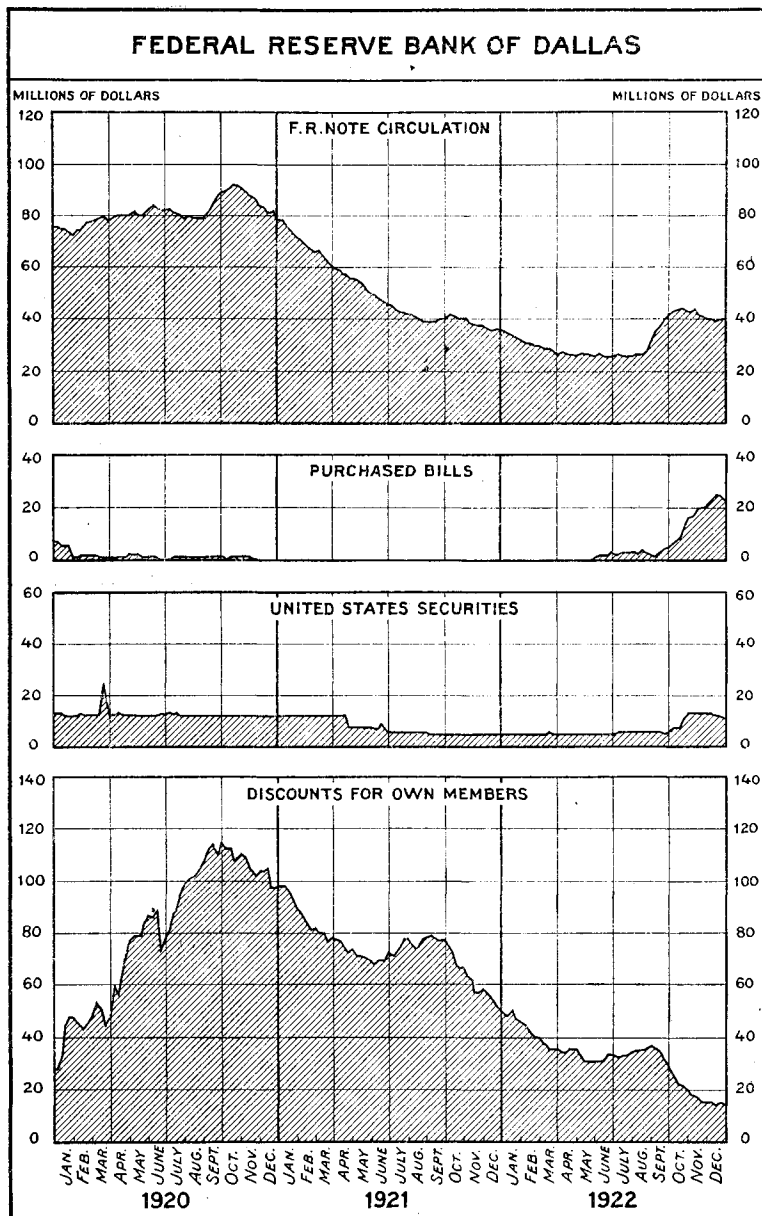 FEDERAL RESERVE BANK OF DALLAS
MILLIONS OF DOLLARS MILLIONS OF DOLLARS
120 F.R. NOTE CIRCULATION 120
100 100
80 80
60 60
40 40
20 20
0 0
40 PURCHASED BILLS 40
20 20
0 0
60 UNITED STATES SECURITIES 60
40 40
20 20
0 0
140 DISCOUNTS FOR OWN MEMBERS 140
120 120
100 100
80 80
60 60
40 40
20 20
0 0
JAN. FEB. MAR. APR. MAY JUNE JULY AUG. SEPT. OCT. NOV. DEC. JAN. FEB. MAR. APR. MAY JUNE JULY AUG. SEPT. OCT. NOV. DEC. JAN. FEB. MAR. APR. MAY JUNE JULY AUG. SEPT. OCT. NOV. DEC.
1920 1921 1922